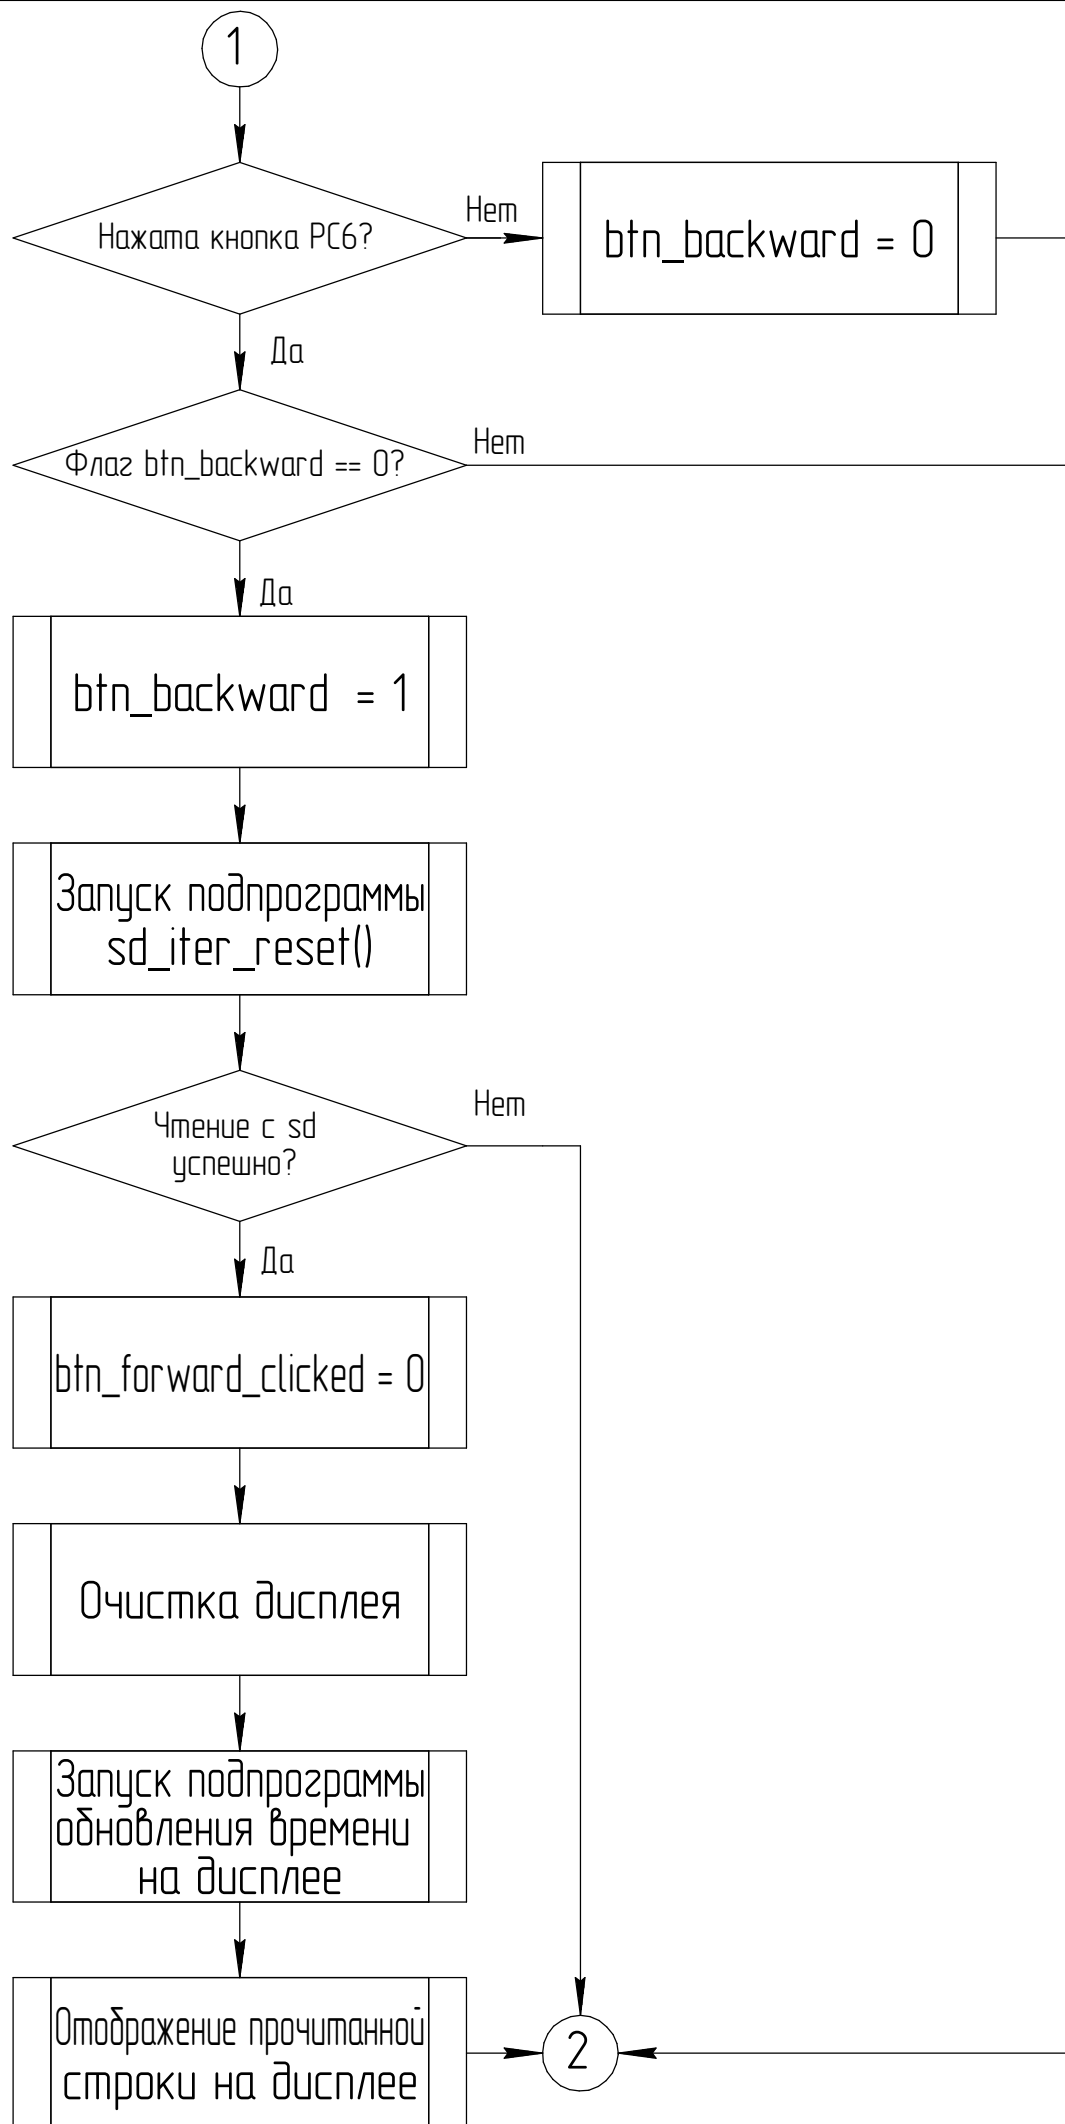 1
Нажата кнопка PC6?
Нет
btn_backward = 0
Да
Флаг btn_backward == 0?
Нет
Да
btn_backward = 1
Запуск подпрограммы
sd_iter_reset()
Чтение с sd
успешно?
Нет
Да
btn_forward_clicked = 0
Очистка дисплея
Запуск подпрограммы
обновления времени
на дисплее
Отображение прочитанной
строки на дисплее
2